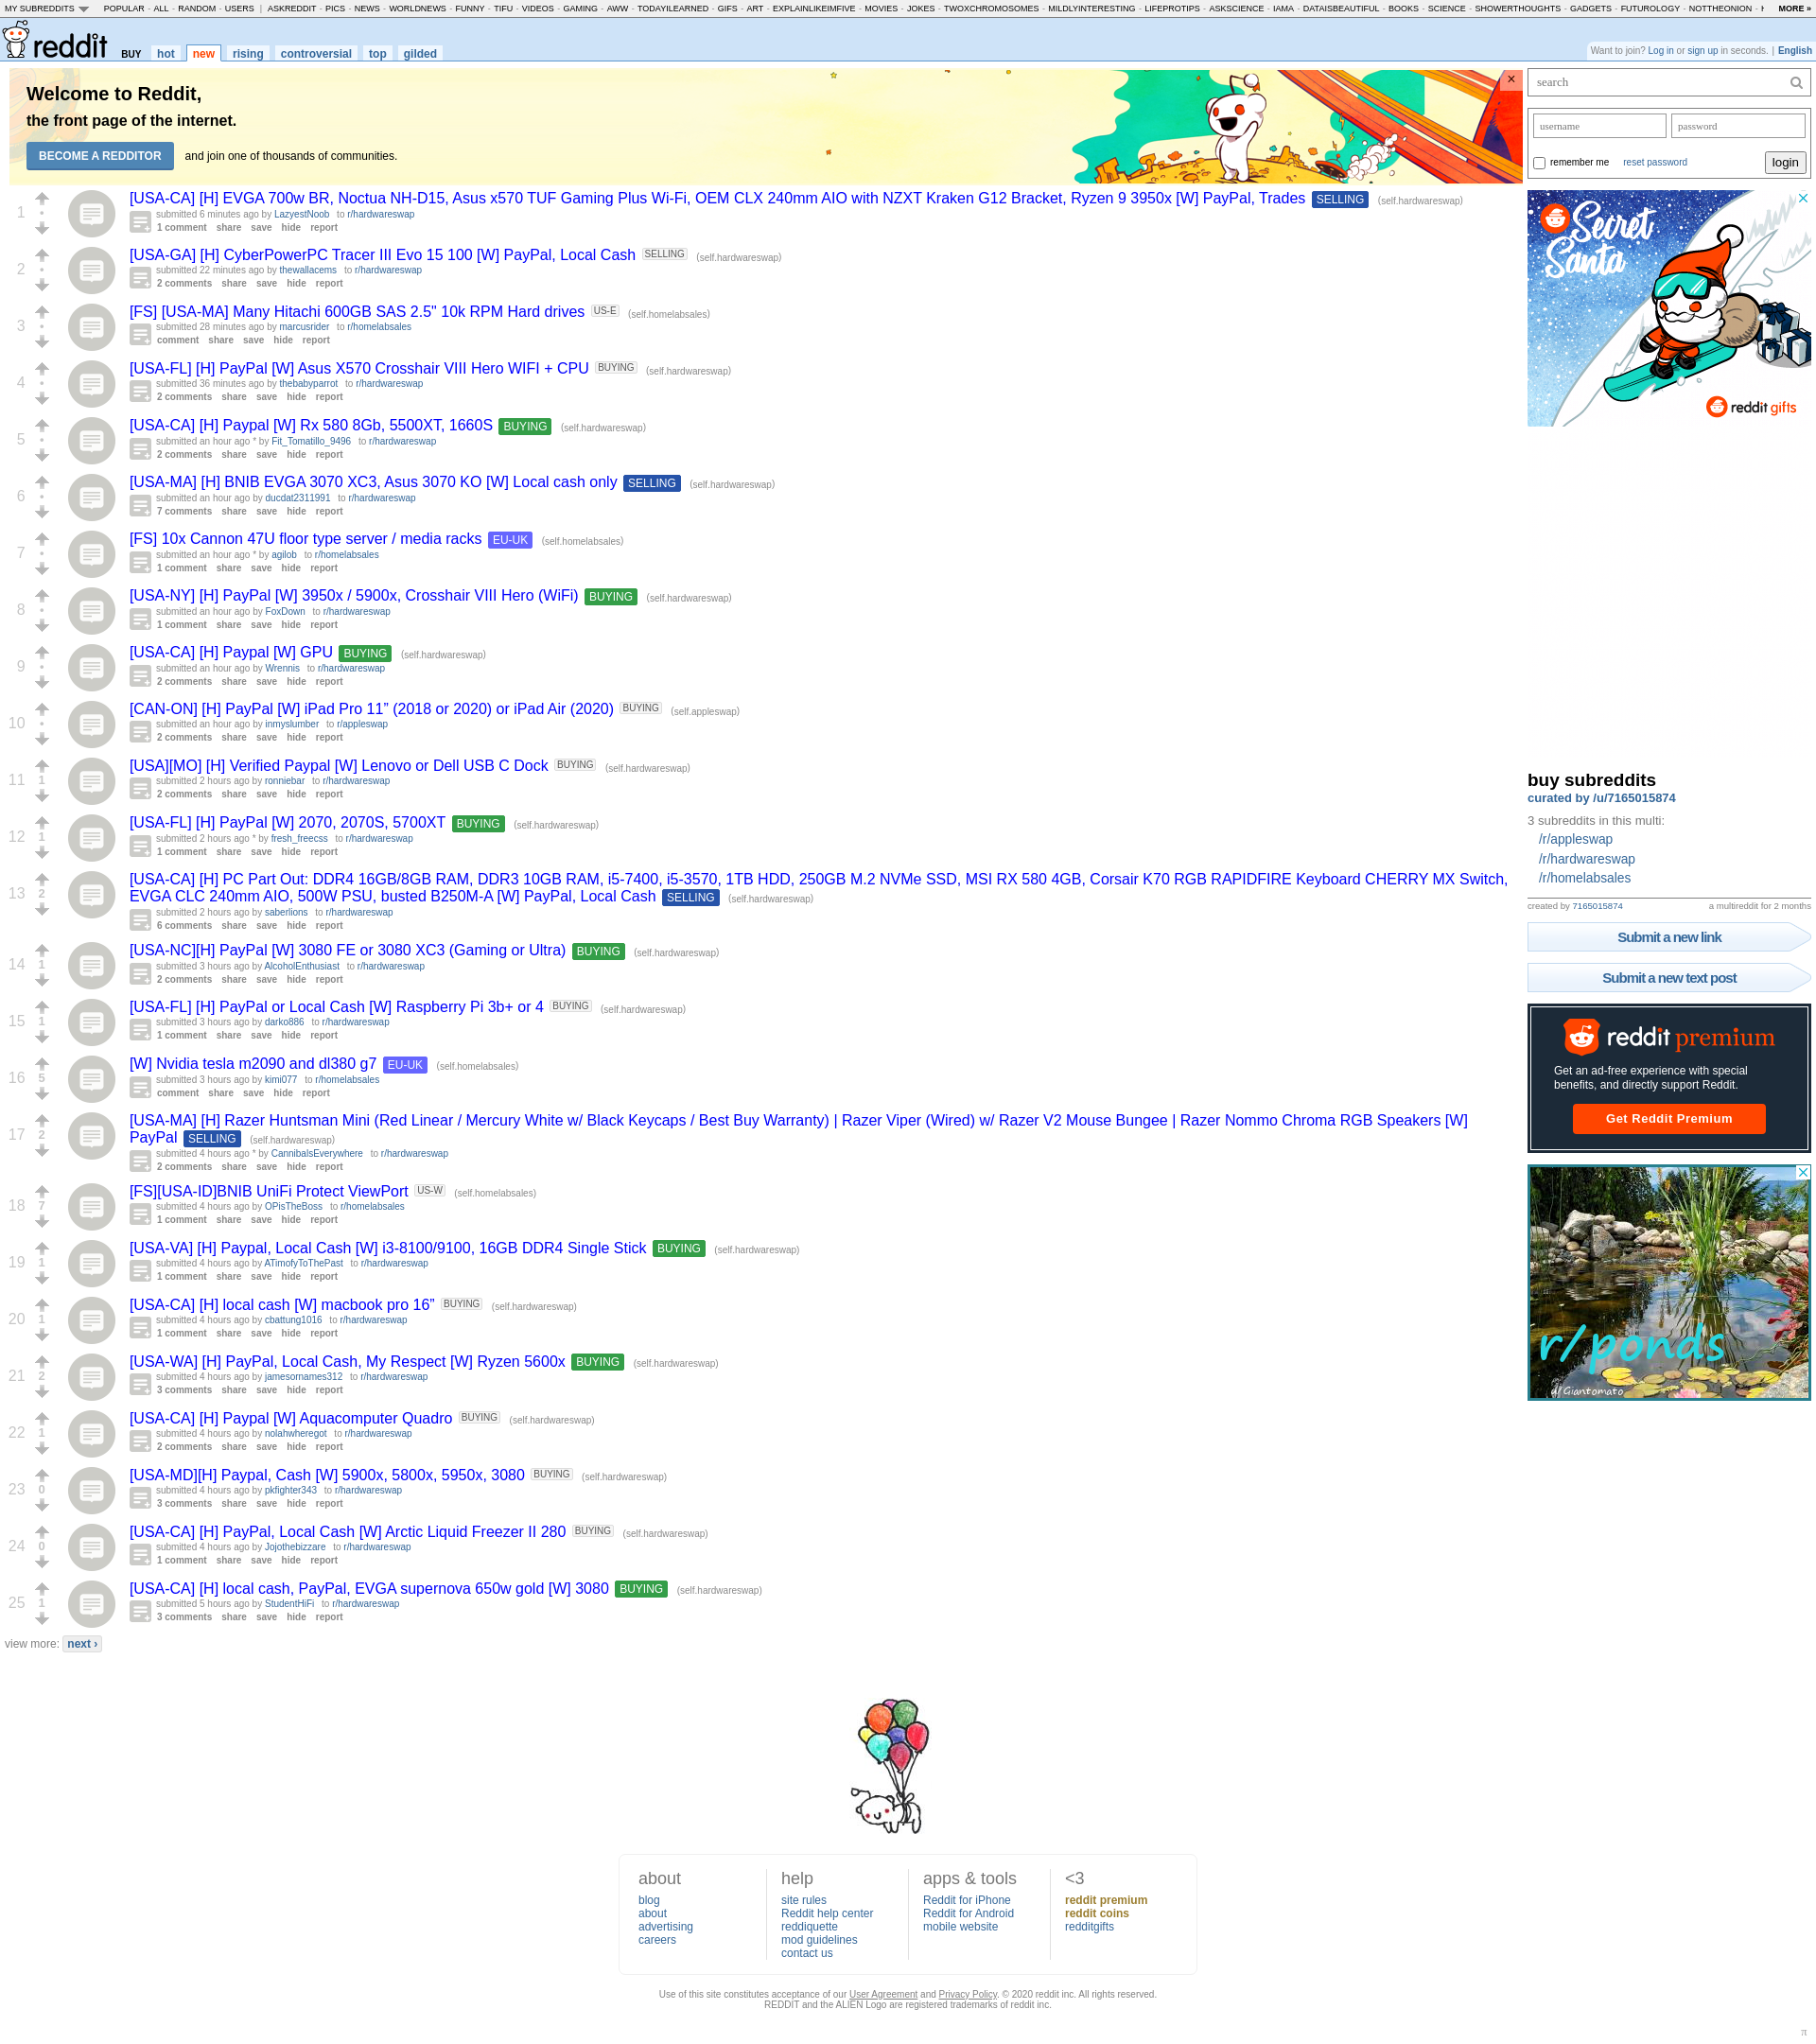 MY SUBREDDITS POPULAR - ALL - RANDOM - USERS | ASKREDDIT - PICS - NEWS - WORLDNEWS - FUNNY - TIFU - VIDEOS - GAMING - AWW - TODAYILEARNED - GIFS - ART - EXPLAINLIKEIMFIVE - MOVIES - JOKES - TWOXCHROMOSOMES - MILDLYINTERESTING - LIFEPROTIPS - ASKSCIENCE - IAMA - DATAISBEAUTIFUL - BOOKS - SCIENCE - SHOWERTHOUGHTS - GADGETS - FUTUROLOGY - NOTTHEONION - MORE »
reddit BUY hot new rising controversial top gilded
Want to join? Log in or sign up in seconds. | English
Welcome to Reddit,
the front page of the internet.
BECOME A REDDITOR and join one of thousands of communities.
×
search
username password
remember me reset password login
1 [USA-CA] [H] EVGA 700w BR, Noctua NH-D15, Asus x570 TUF Gaming Plus Wi-Fi, OEM CLX 240mm AIO with NZXT Kraken G12 Bracket, Ryzen 9 3950x [W] PayPal, Trades SELLING (self.hardwareswap)
submitted 6 minutes ago by LazyestNoob to r/hardwareswap
1 comment share save hide report
2 [USA-GA] [H] CyberPowerPC Tracer III Evo 15 100 [W] PayPal, Local Cash SELLING (self.hardwareswap)
submitted 22 minutes ago by thewallacems to r/hardwareswap
2 comments share save hide report
3 [FS] [USA-MA] Many Hitachi 600GB SAS 2.5" 10k RPM Hard drives US-E (self.homelabsales)
submitted 28 minutes ago by marcusrider to r/homelabsales
comment share save hide report
4 [USA-FL] [H] PayPal [W] Asus X570 Crosshair VIII Hero WIFI + CPU BUYING (self.hardwareswap)
submitted 36 minutes ago by thebabyparrot to r/hardwareswap
2 comments share save hide report
5 [USA-CA] [H] Paypal [W] Rx 580 8Gb, 5500XT, 1660S BUYING (self.hardwareswap)
submitted an hour ago * by Fit_Tomatillo_9496 to r/hardwareswap
2 comments share save hide report
6 [USA-MA] [H] BNIB EVGA 3070 XC3, Asus 3070 KO [W] Local cash only SELLING (self.hardwareswap)
submitted an hour ago by ducdat2311991 to r/hardwareswap
7 comments share save hide report
7 [FS] 10x Cannon 47U floor type server / media racks EU-UK (self.homelabsales)
submitted an hour ago * by agilob to r/homelabsales
1 comment share save hide report
8 [USA-NY] [H] PayPal [W] 3950x / 5900x, Crosshair VIII Hero (WiFi) BUYING (self.hardwareswap)
submitted an hour ago by FoxDown to r/hardwareswap
1 comment share save hide report
9 [USA-CA] [H] Paypal [W] GPU BUYING (self.hardwareswap)
submitted an hour ago by Wrennis to r/hardwareswap
2 comments share save hide report
10 [CAN-ON] [H] PayPal [W] iPad Pro 11” (2018 or 2020) or iPad Air (2020) BUYING (self.appleswap)
submitted an hour ago by inmyslumber to r/appleswap
2 comments share save hide report
11 1 [USA][MO] [H] Verified Paypal [W] Lenovo or Dell USB C Dock BUYING (self.hardwareswap)
submitted 2 hours ago by ronniebar to r/hardwareswap
2 comments share save hide report
12 1 [USA-FL] [H] PayPal [W] 2070, 2070S, 5700XT BUYING (self.hardwareswap)
submitted 2 hours ago * by fresh_freecss to r/hardwareswap
1 comment share save hide report
13 2 [USA-CA] [H] PC Part Out: DDR4 16GB/8GB RAM, DDR3 10GB RAM, i5-7400, i5-3570, 1TB HDD, 250GB M.2 NVMe SSD, MSI RX 580 4GB, Corsair K70 RGB RAPIDFIRE Keyboard CHERRY MX Switch,
EVGA CLC 240mm AIO, 500W PSU, busted B250M-A [W] PayPal, Local Cash SELLING (self.hardwareswap)
submitted 2 hours ago by saberlions to r/hardwareswap
6 comments share save hide report
14 1 [USA-NC][H] PayPal [W] 3080 FE or 3080 XC3 (Gaming or Ultra) BUYING (self.hardwareswap)
submitted 3 hours ago by AlcoholEnthusiast to r/hardwareswap
2 comments share save hide report
15 1 [USA-FL] [H] PayPal or Local Cash [W] Raspberry Pi 3b+ or 4 BUYING (self.hardwareswap)
submitted 3 hours ago by darko886 to r/hardwareswap
1 comment share save hide report
16 5 [W] Nvidia tesla m2090 and dl380 g7 EU-UK (self.homelabsales)
submitted 3 hours ago by kimi077 to r/homelabsales
comment share save hide report
17 2 [USA-MA] [H] Razer Huntsman Mini (Red Linear / Mercury White w/ Black Keycaps / Best Buy Warranty) | Razer Viper (Wired) w/ Razer V2 Mouse Bungee | Razer Nommo Chroma RGB Speakers [W]
PayPal SELLING (self.hardwareswap)
submitted 4 hours ago * by CannibalsEverywhere to r/hardwareswap
2 comments share save hide report
18 7 [FS][USA-ID]BNIB UniFi Protect ViewPort US-W (self.homelabsales)
submitted 4 hours ago by OPisTheBoss to r/homelabsales
1 comment share save hide report
19 1 [USA-VA] [H] Paypal, Local Cash [W] i3-8100/9100, 16GB DDR4 Single Stick BUYING (self.hardwareswap)
submitted 4 hours ago by ATimofyToThePast to r/hardwareswap
1 comment share save hide report
20 1 [USA-CA] [H] local cash [W] macbook pro 16” BUYING (self.hardwareswap)
submitted 4 hours ago by cbattung1016 to r/hardwareswap
1 comment share save hide report
21 2 [USA-WA] [H] PayPal, Local Cash, My Respect [W] Ryzen 5600x BUYING (self.hardwareswap)
submitted 4 hours ago by jamesornames312 to r/hardwareswap
3 comments share save hide report
22 1 [USA-CA] [H] Paypal [W] Aquacomputer Quadro BUYING (self.hardwareswap)
submitted 4 hours ago by nolahwheregot to r/hardwareswap
2 comments share save hide report
23 0 [USA-MD][H] Paypal, Cash [W] 5900x, 5800x, 5950x, 3080 BUYING (self.hardwareswap)
submitted 4 hours ago by pkfighter343 to r/hardwareswap
3 comments share save hide report
24 0 [USA-CA] [H] PayPal, Local Cash [W] Arctic Liquid Freezer II 280 BUYING (self.hardwareswap)
submitted 4 hours ago by Jojothebizzare to r/hardwareswap
1 comment share save hide report
25 1 [USA-CA] [H] local cash, PayPal, EVGA supernova 650w gold [W] 3080 BUYING (self.hardwareswap)
submitted 5 hours ago by StudentHiFi to r/hardwareswap
3 comments share save hide report
view more: next ›
Secret
Santa
reddit gifts
buy subreddits
curated by /u/7165015874
3 subreddits in this multi:
/r/appleswap
/r/hardwareswap
/r/homelabsales
created by 7165015874 a multireddit for 2 months
Submit a new link
Submit a new text post
reddit premium
Get an ad-free experience with special
benefits, and directly support Reddit.
Get Reddit Premium
r/ponds
u/Giantomato
about
blog
about
advertising
careers
help
site rules
Reddit help center
reddiquette
mod guidelines
contact us
apps & tools
Reddit for iPhone
Reddit for Android
mobile website
<3
reddit premium
reddit coins
redditgifts
Use of this site constitutes acceptance of our User Agreement and Privacy Policy. © 2020 reddit inc. All rights reserved.
REDDIT and the ALIEN Logo are registered trademarks of reddit inc.
π